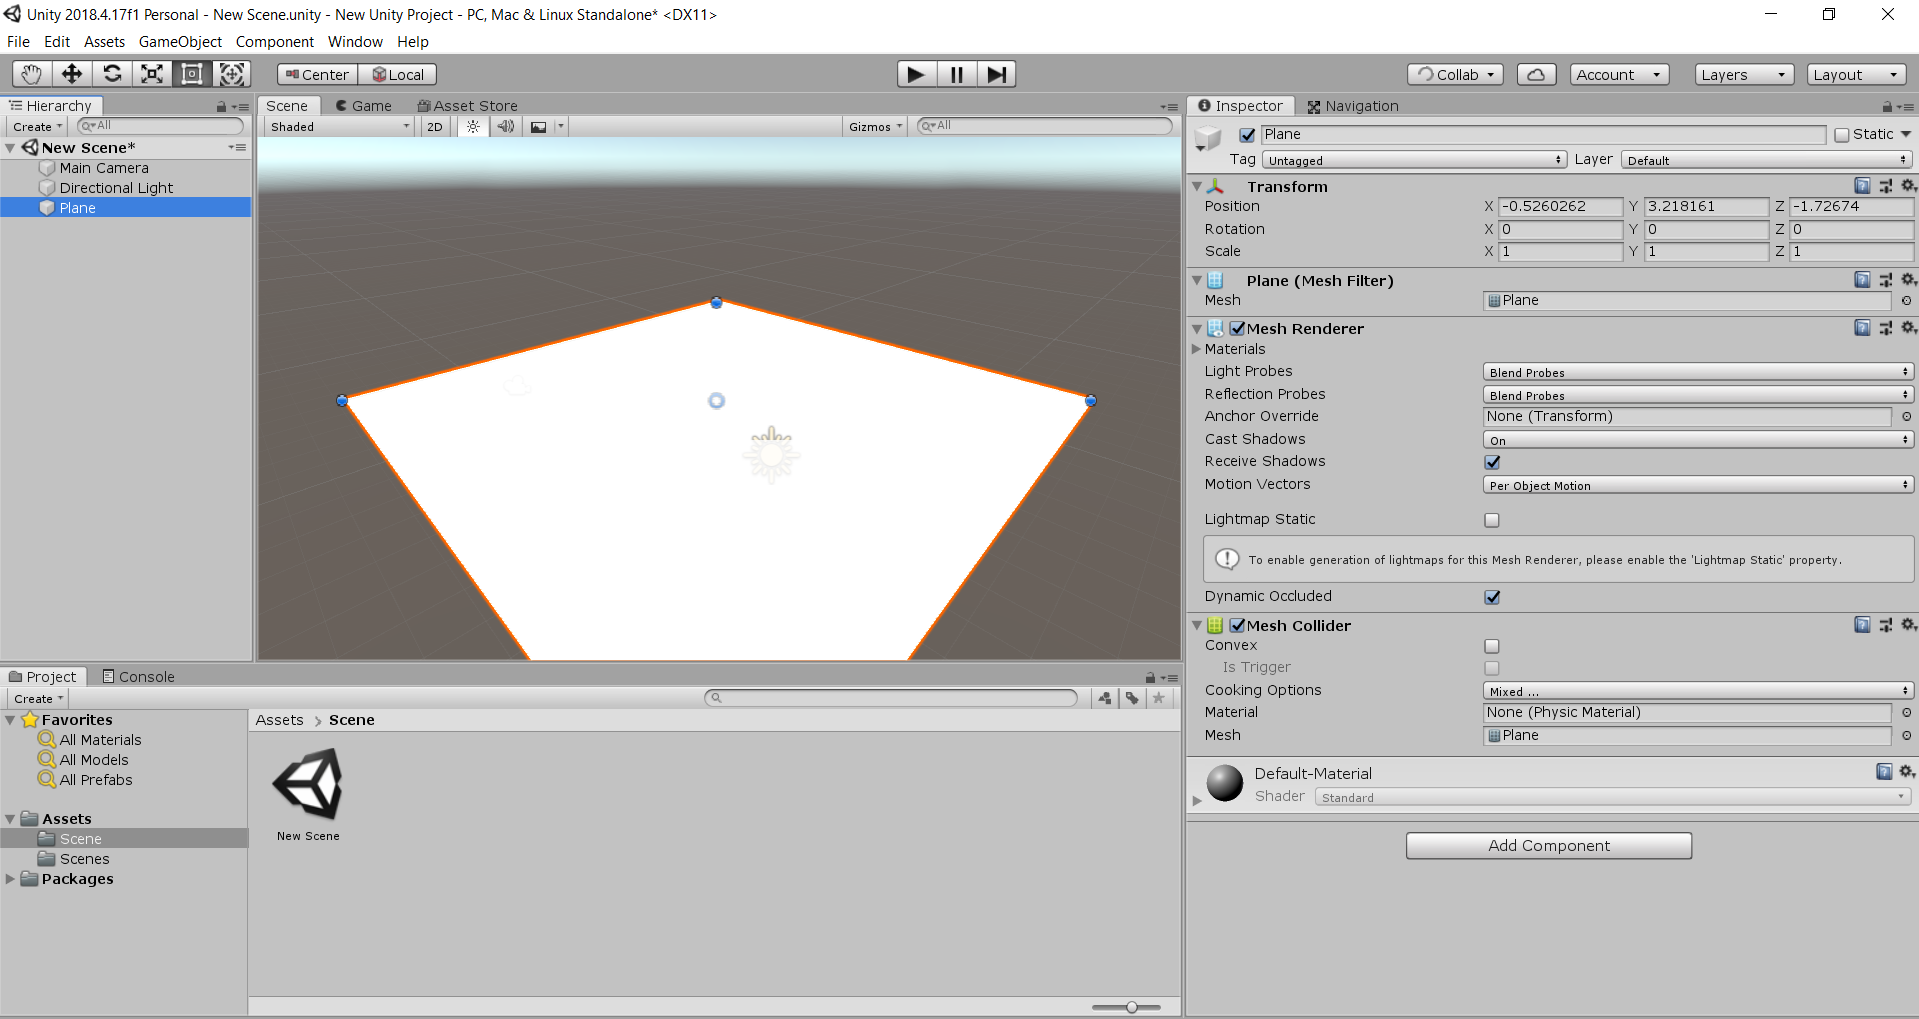 Unity 2018.4.17f1 Personal - New Scene.unity - New Unity Project - PC, Mac & Linux Standalone* <DX11>
File Edit Assets GameObject Component Window Help
Center Local Collab Account Layers Layout
Hierarchy
Create All
New Scene*
Main Camera
Directional Light
Plane
Scene Game Asset Store
Shaded 2D Gizmos All
Inspector Navigation
Plane Static
Tag Untagged Layer Default
Transform
Position X -0.5260262 Y 3.218161 Z -1.72674
Rotation X 0 Y 0 Z 0
Scale X 1 Y 1 Z 1
Plane (Mesh Filter)
Mesh Plane
Mesh Renderer
Materials
Light Probes Blend Probes
Reflection Probes Blend Probes
Anchor Override None (Transform)
Cast Shadows On
Receive Shadows
Motion Vectors Per Object Motion
Lightmap Static
To enable generation of lightmaps for this Mesh Renderer, please enable the 'Lightmap Static' property.
Dynamic Occluded
Mesh Collider
Convex
Is Trigger
Cooking Options Mixed ...
Material None (Physic Material)
Mesh Plane
Default-Material
Shader Standard
Add Component
Project Console
Create
Favorites
All Materials
All Models
All Prefabs
Assets
Scene
Scenes
Packages
Assets > Scene
New Scene